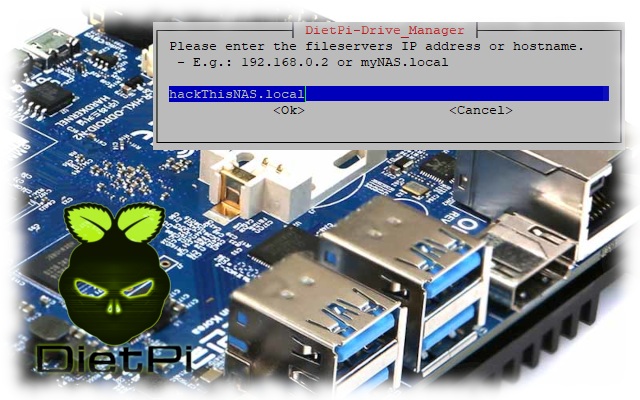 DietPi-Drive_Manager
Please enter the fileservers IP address or hostname.
- E.g.: 192.168.0.2 or myNAS.local
hackThisNAS.local
<Ok> <Cancel>
HARDKERNEL
DietPi